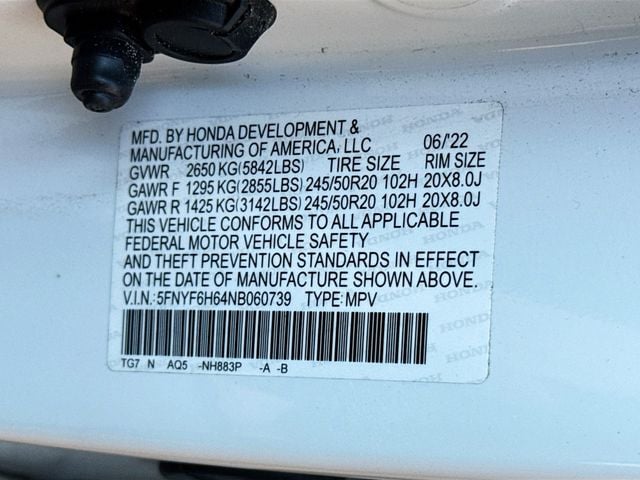 MFD. BY HONDA DEVELOPMENT &
MANUFACTURING OF AMERICA, LLC 06/'22
GVWR 2650 KG(5842LBS) TIRE SIZE RIM SIZE
GAWR F 1295 KG(2855LBS) 245/50R20 102H 20X8.0J
GAWR R 1425 KG(3142LBS) 245/50R20 102H 20X8.0J
THIS VEHICLE CONFORMS TO ALL APPLICABLE
FEDERAL MOTOR VEHICLE SAFETY
AND THEFT PREVENTION STANDARDS IN EFFECT
ON THE DATE OF MANUFACTURE SHOWN ABOVE.
V.I.N.:5FNYF6H64NB060739 TYPE:MPV
TG7 N AQ5 -NH883P -A -B